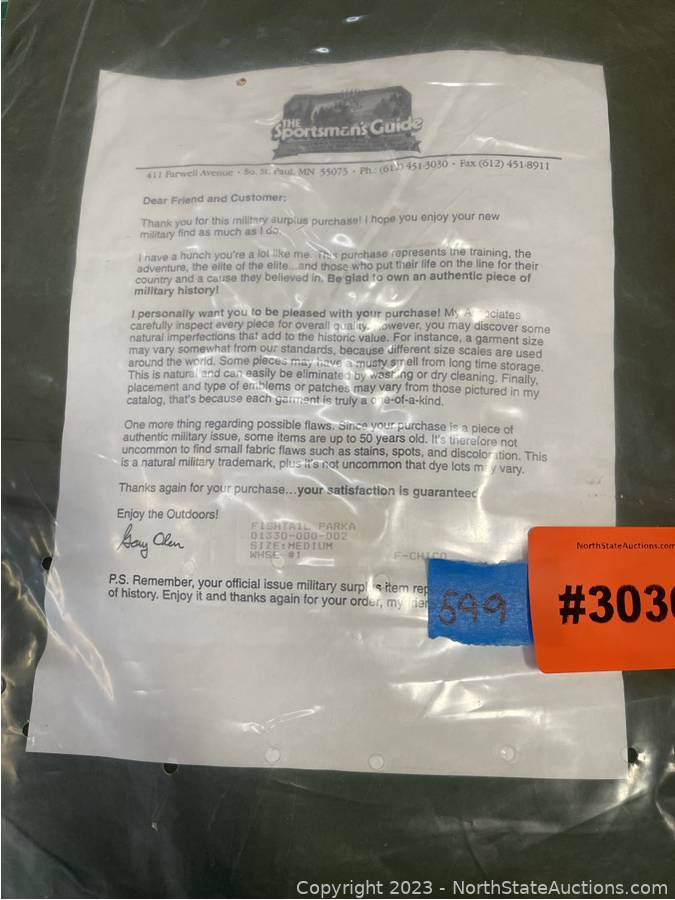 THE
Sportsman's Guide
411 Farwell Avenue • So. St. Paul, MN 55075 • Ph.: (612) 451-3030 • Fax (612) 451-8911
Dear Friend and Customer:
Thank you for this military surplus purchase! I hope you enjoy your new
military find as much as I do.
I have a hunch you're a lot like me. This purchase represents the training, the
adventure, the elite of the elite...and those who put their life on the line for their
country and a cause they believed in. Be glad to own an authentic piece of
military history!
I personally want you to be pleased with your purchase! My Associates
carefully inspect every piece for overall quality. However, you may discover some
natural imperfections that add to the historic value. For instance, a garment size
may vary somewhat from our standards, because different size scales are used
around the world. Some pieces may have a musty smell from long time storage.
This is natural and can easily be eliminated by washing or dry cleaning. Finally,
placement and type of emblems or patches may vary from those pictured in my
catalog, that's because each garment is truly a one-of-a-kind.
One more thing regarding possible flaws. Since your purchase is a piece of
authentic military issue, some items are up to 50 years old. It's therefore not
uncommon to find small fabric flaws such as stains, spots, and discoloration. This
is a natural military trademark, plus it's not uncommon that dye lots may vary.
Thanks again for your purchase...your satisfaction is guaranteed
Enjoy the Outdoors!
Gary Olen
FISHTAIL PARKA
01330-000-002
SIZE:MEDIUM
WHSE #1 F-CHICO
P.S. Remember, your official issue military surplus item rep
of history. Enjoy it and thanks again for your order, my
599
NorthStateAuctions.com
#3030
Copyright 2023 - NorthStateAuctions.com